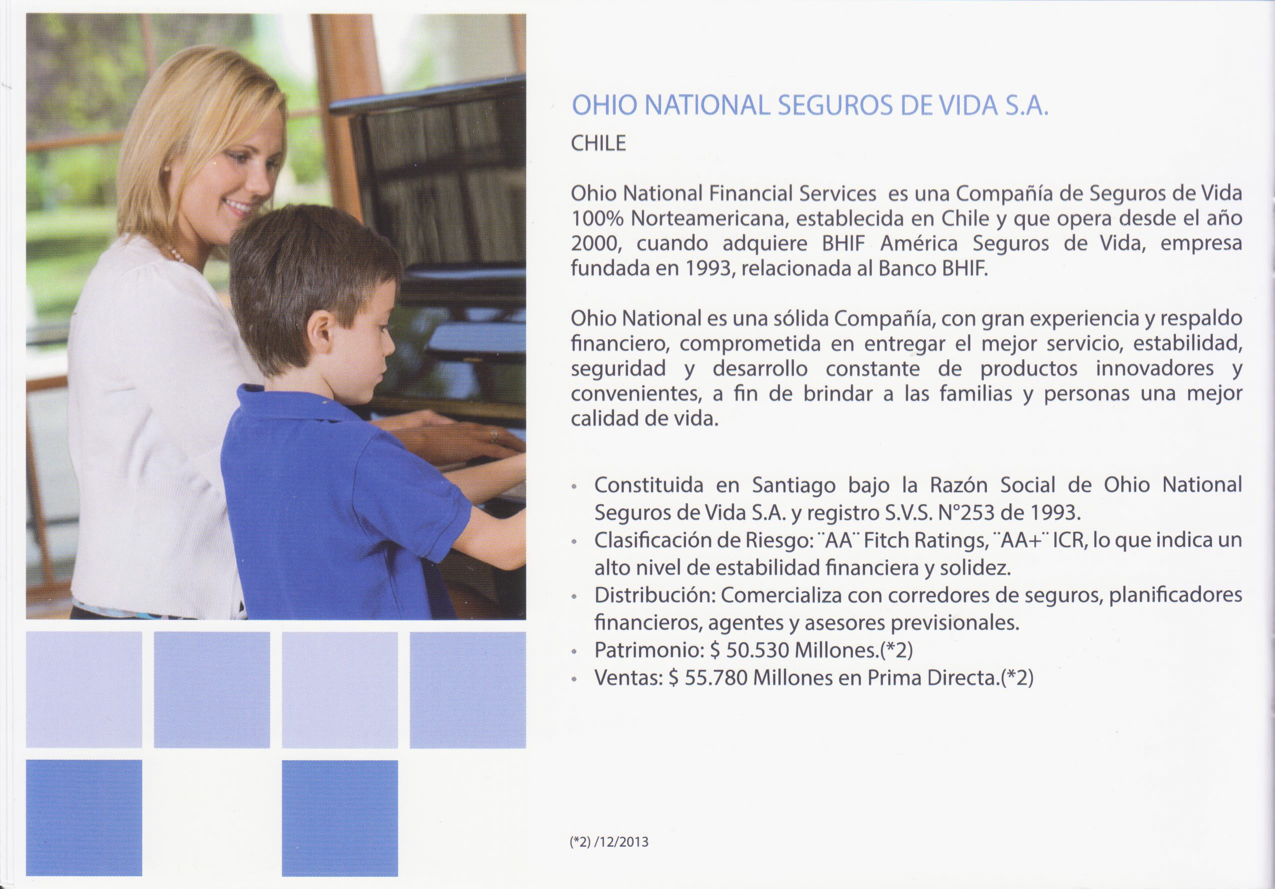 OHIO NATIONAL SEGUROS DE VIDA S.A.
CHILE
Ohio National Financial Services es una Compañía de Seguros de Vida
100% Norteamericana, establecida en Chile y que opera desde el año
2000, cuando adquiere BHIF América Seguros de Vida, empresa
fundada en 1993, relacionada al Banco BHIF.
Ohio National es una sólida Compañía, con gran experiencia y respaldo
financiero, comprometida en entregar el mejor servicio, estabilidad,
seguridad y desarrollo constante de productos innovadores y
convenientes, a fin de brindar a las familias y personas una mejor
calidad de vida.
• Constituida en Santiago bajo la Razón Social de Ohio National
Seguros de Vida S.A. y registro S.V.S. N°253 de 1993.
• Clasificación de Riesgo: ¨AA¨ Fitch Ratings, ¨AA+¨ ICR, lo que indica un
alto nivel de estabilidad financiera y solidez.
• Distribución: Comercializa con corredores de seguros, planificadores
financieros, agentes y asesores previsionales.
• Patrimonio: $ 50.530 Millones.(*2)
• Ventas: $ 55.780 Millones en Prima Directa.(*2)
(*2) /12/2013